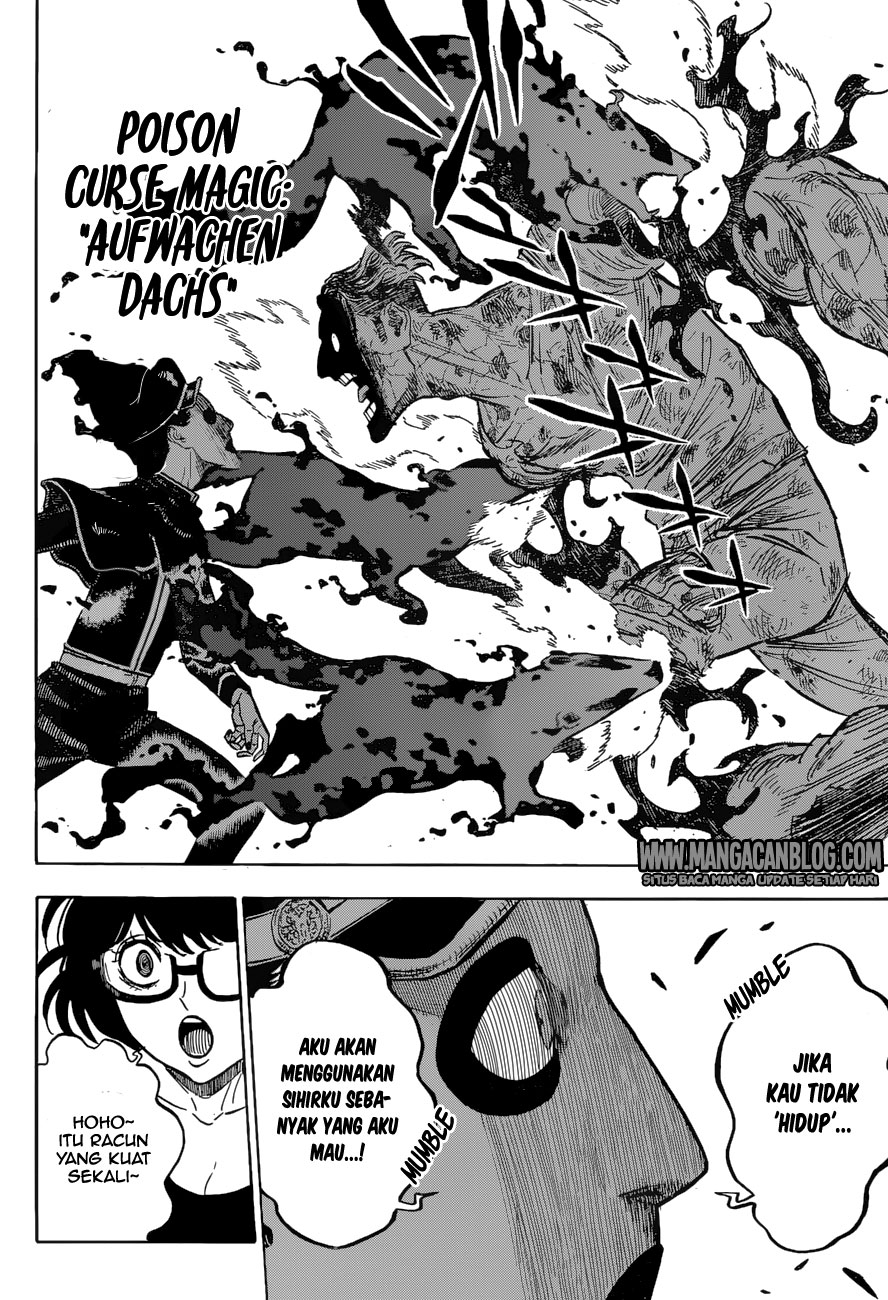 POISON
CURSE MAGIC:
"AUFWACHEN
DACHS"
WWW.MANGACANBLOG.COM
SITUS BACA MANGA UPDATE SETIAP HARI
MUMBLE
JIKA
KAU TIDAK
'HIDUP'...
AKU AKAN
MENGGUNAKAN
SIHIRKU SEBA-
NYAK YANG AKU
MAU...!
MUMBLE
HOHO~
ITU RACUN
YANG KUAT
SEKALI~